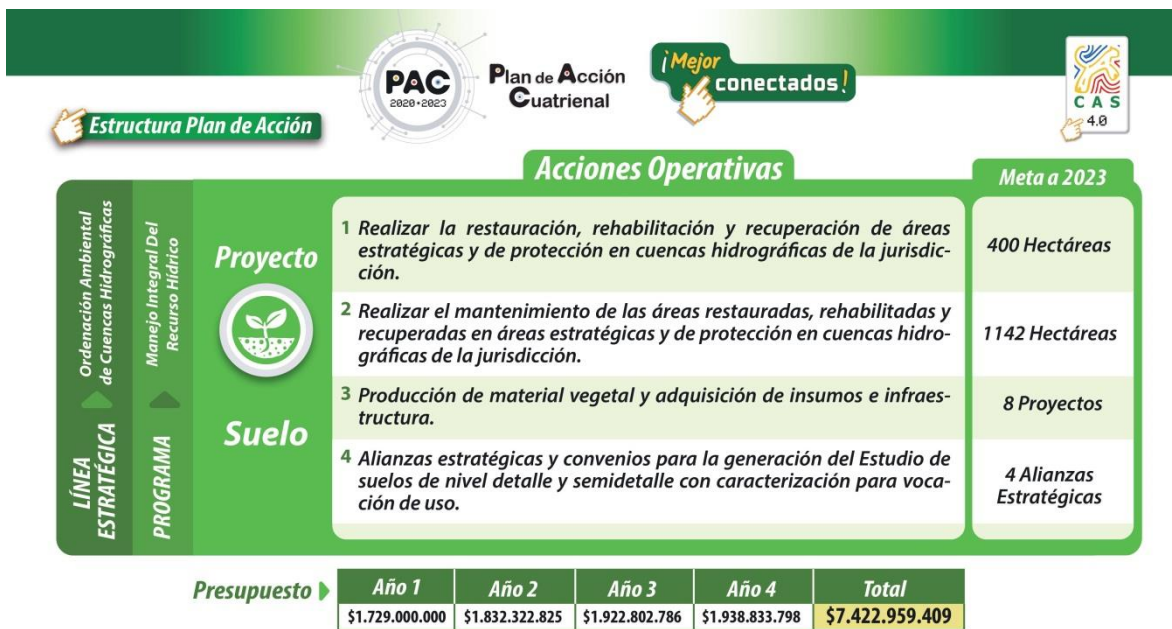 PAC
2020•2023
Plan de Acción
Cuatrienal
¡Mejor
conectados!
CAS
4.0
Estructura Plan de Acción
Acciones Operativas
Meta a 2023
LÍNEA
ESTRATÉGICA
Ordenación Ambiental
de Cuencas Hidrográficas
PROGRAMA
Manejo Integral Del
Recurso Hídrico
Proyecto
Suelo
1 Realizar la restauración, rehabilitación y recuperación de áreas
estratégicas y de protección en cuencas hidrográficas de la jurisdic-
ción.
400 Hectáreas
2 Realizar el mantenimiento de las áreas restauradas, rehabilitadas y
recuperadas en áreas estratégicas y de protección en cuencas hidro-
gráficas de la jurisdicción.
1142 Hectáreas
3 Producción de material vegetal y adquisición de insumos e infraes-
tructura.
8 Proyectos
4 Alianzas estratégicas y convenios para la generación del Estudio de
suelos de nivel detalle y semidetalle con caracterización para voca-
ción de uso.
4 Alianzas
Estratégicas
Presupuesto
Año 1 Año 2 Año 3 Año 4 Total
$1.729.000.000 $1.832.322.825 $1.922.802.786 $1.938.833.798 $7.422.959.409